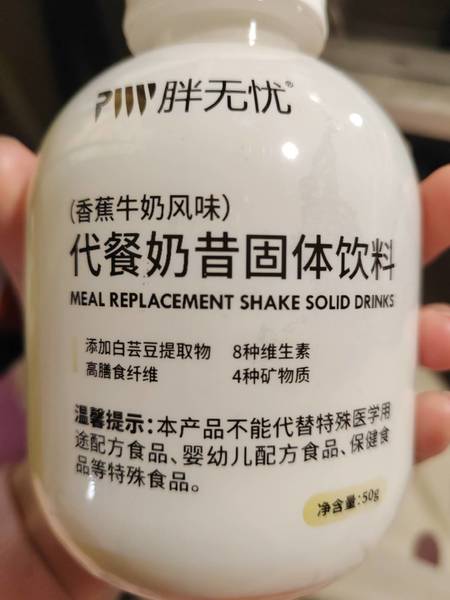 PWW胖无忧®
(香蕉牛奶风味)
代餐奶昔固体饮料
MEAL REPLACEMENT SHAKE SOLID DRINKS
添加白芸豆提取物 8种维生素
高膳食纤维 4种矿物质
温馨提示:本产品不能代替特殊医学用
途配方食品、婴幼儿配方食品、保健食
品等特殊食品。
净含量:50g